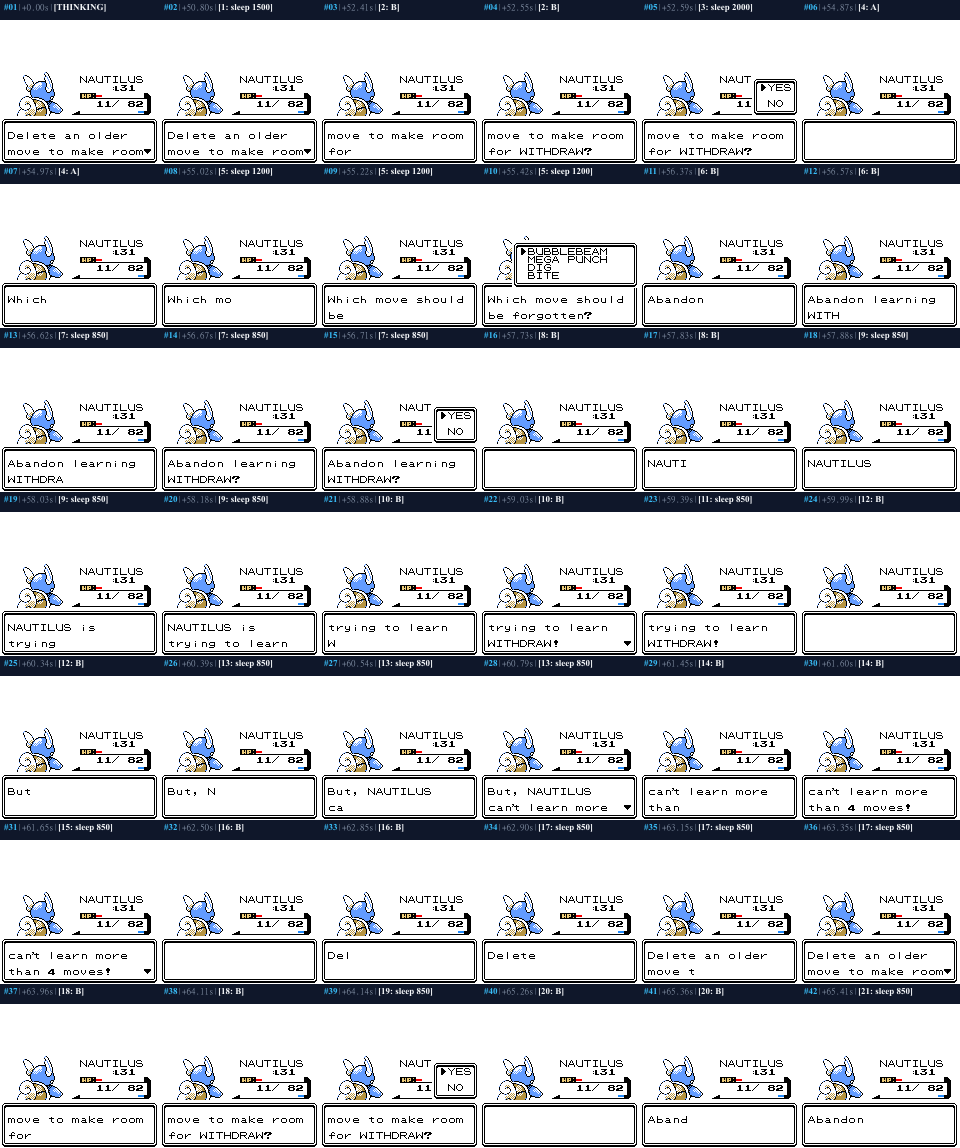 #01|+0.00s|[THINKING] #02|+50.80s|[1: sleep 1500] #03|+52.41s|[2: B] #04|+52.55s|[2: B] #05|+52.59s|[3: sleep 2000] #06|+54.87s|[4: A]
NAUTILUS NAUTILUS NAUTILUS NAUTILUS NAUT ▶YES NAUTILUS
:L31 :L31 :L31 :L31 NO :L31
HP: HP: HP: HP: HP: HP:
11/ 82 11/ 82 11/ 82 11/ 82 11 11/ 82
Delete an older Delete an older move to make room move to make room move to make room
move to make room▼ move to make room▼ for for WITHDRAW? for WITHDRAW?
#07|+54.97s|[4: A] #08|+55.02s|[5: sleep 1200] #09|+55.22s|[5: sleep 1200] #10|+55.42s|[5: sleep 1200] #11|+56.37s|[6: B] #12|+56.57s|[6: B]
NAUTILUS NAUTILUS NAUTILUS ▶BUBBLEBEAM NAUTILUS NAUTILUS
:L31 :L31 :L31 MEGA PUNCH :L31 :L31
HP: HP: HP: DIG HP: HP:
11/ 82 11/ 82 11/ 82 BITE 11/ 82 11/ 82
Which Which mo Which move should Which move should Abandon Abandon learning
be be forgotten? WITH
#13|+56.62s|[7: sleep 850] #14|+56.67s|[7: sleep 850] #15|+56.71s|[7: sleep 850] #16|+57.73s|[8: B] #17|+57.83s|[8: B] #18|+57.88s|[9: sleep 850]
NAUTILUS NAUTILUS NAUT ▶YES NAUTILUS NAUTILUS NAUTILUS
:L31 :L31 NO :L31 :L31 :L31
HP: HP: HP: HP: HP: HP:
11/ 82 11/ 82 11 11/ 82 11/ 82 11/ 82
Abandon learning Abandon learning Abandon learning NAUTI NAUTILUS
WITHDRA WITHDRAW? WITHDRAW?
#19|+58.03s|[9: sleep 850] #20|+58.18s|[9: sleep 850] #21|+58.88s|[10: B] #22|+59.03s|[10: B] #23|+59.39s|[11: sleep 850] #24|+59.99s|[12: B]
NAUTILUS NAUTILUS NAUTILUS NAUTILUS NAUTILUS NAUTILUS
:L31 :L31 :L31 :L31 :L31 :L31
HP: HP: HP: HP: HP: HP:
11/ 82 11/ 82 11/ 82 11/ 82 11/ 82 11/ 82
NAUTILUS is NAUTILUS is trying to learn trying to learn trying to learn
trying trying to learn W WITHDRAW! ▼ WITHDRAW!
#25|+60.34s|[12: B] #26|+60.39s|[13: sleep 850] #27|+60.54s|[13: sleep 850] #28|+60.79s|[13: sleep 850] #29|+61.45s|[14: B] #30|+61.60s|[14: B]
NAUTILUS NAUTILUS NAUTILUS NAUTILUS NAUTILUS NAUTILUS
:L31 :L31 :L31 :L31 :L31 :L31
HP: HP: HP: HP: HP: HP:
11/ 82 11/ 82 11/ 82 11/ 82 11/ 82 11/ 82
But But, N But, NAUTILUS But, NAUTILUS can't learn more can't learn more
ca can't learn more ▼ than than 4 moves!
#31|+61.65s|[15: sleep 850] #32|+62.50s|[16: B] #33|+62.85s|[16: B] #34|+62.90s|[17: sleep 850] #35|+63.15s|[17: sleep 850] #36|+63.35s|[17: sleep 850]
NAUTILUS NAUTILUS NAUTILUS NAUTILUS NAUTILUS NAUTILUS
:L31 :L31 :L31 :L31 :L31 :L31
HP: HP: HP: HP: HP: HP:
11/ 82 11/ 82 11/ 82 11/ 82 11/ 82 11/ 82
can't learn more Del Delete Delete an older Delete an older
than 4 moves! ▼ move t move to make room▼
#37|+63.96s|[18: B] #38|+64.11s|[18: B] #39|+64.14s|[19: sleep 850] #40|+65.26s|[20: B] #41|+65.36s|[20: B] #42|+65.41s|[21: sleep 850]
NAUTILUS NAUTILUS NAUT ▶YES NAUTILUS NAUTILUS NAUTILUS
:L31 :L31 NO :L31 :L31 :L31
HP: HP: HP: HP: HP: HP:
11/ 82 11/ 82 11 11/ 82 11/ 82 11/ 82
move to make room move to make room move to make room Aband Abandon
for for WITHDRAW? for WITHDRAW?